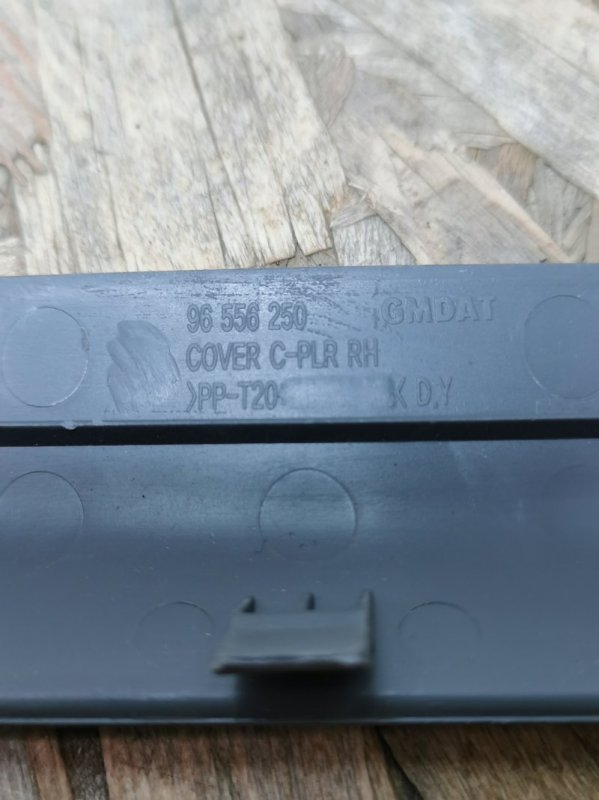 96 556 250 GMDAT
COVER C-PLR RH
>PP-T20 K D.Y